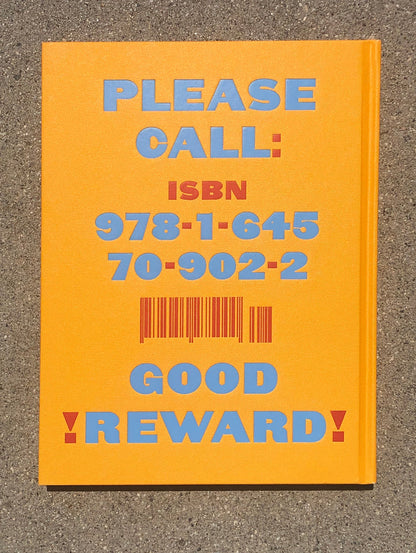 PLEASE
CALL:
ISBN
978-1-645
70-902-2
GOOD
!REWARD!